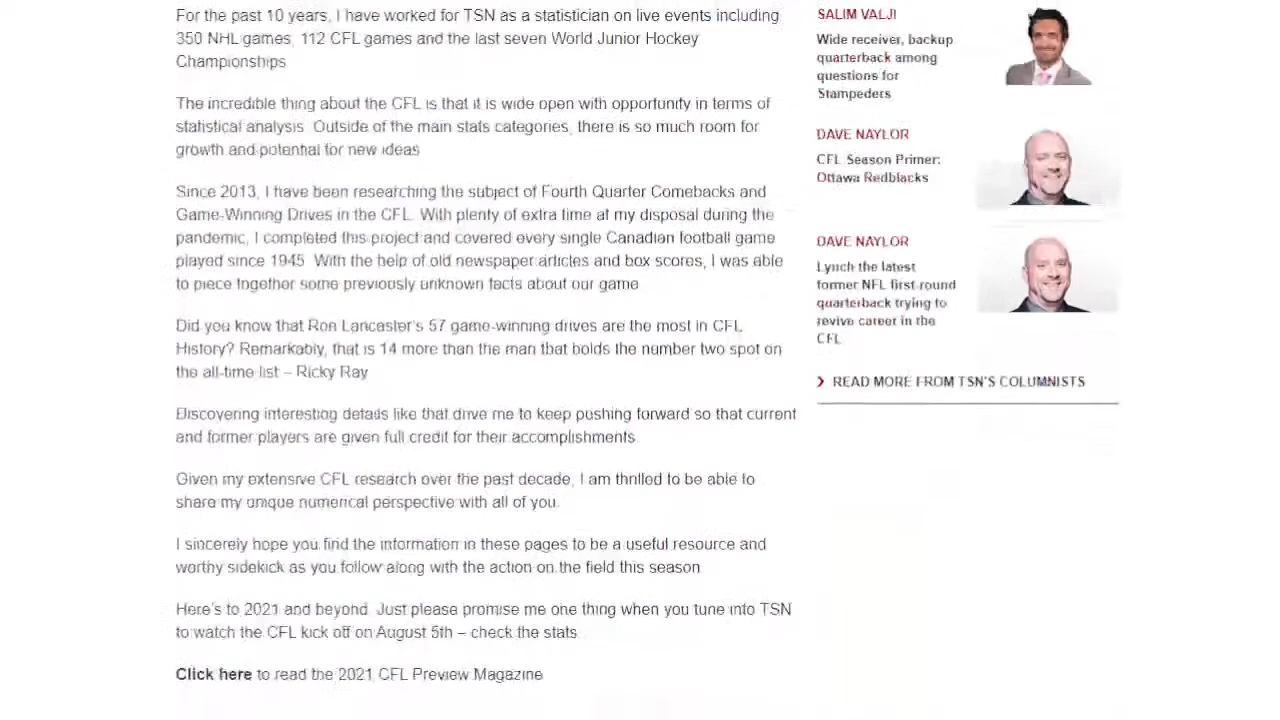 For the past 10 years, I have worked for TSN as a statistician on live events including
350 NHL games, 112 CFL games and the last seven World Junior Hockey
Championships.
The incredible thing about the CFL is that it is wide open with opportunity in terms of
statistical analysis. Outside of the main stats categories, there is so much room for
growth and potential for new ideas.
Since 2013, I have been researching the subject of Fourth Quarter Comebacks and
Game-Winning Drives in the CFL. With plenty of extra time at my disposal during the
pandemic, I completed this project and covered every single Canadian football game
played since 1945. With the help of old newspaper articles and box scores, I was able
to piece together some previously unknown facts about our game.
Did you know that Ron Lancaster's 57 game-winning drives are the most in CFL
History? Remarkably, that is 14 more than the man that holds the number two spot on
the all-time list – Ricky Ray.
Discovering interesting details like that drive me to keep pushing forward so that current
and former players are given full credit for their accomplishments.
Given my extensive CFL research over the past decade, I am thrilled to be able to
share my unique numerical perspective with all of you.
I sincerely hope you find the information in these pages to be a useful resource and
worthy sidekick as you follow along with the action on the field this season.
Here's to 2021 and beyond. Just please promise me one thing when you tune into TSN
to watch the CFL kick off on August 5th – check the stats.
Click here to read the 2021 CFL Preview Magazine
SALIM VALJI
Wide receiver, backup
quarterback among
questions for
Stampeders
DAVE NAYLOR
CFL Season Primer:
Ottawa Redblacks
DAVE NAYLOR
Lynch the latest
former NFL first-round
quarterback trying to
revive career in the
CFL
READ MORE FROM TSN'S COLUMNISTS